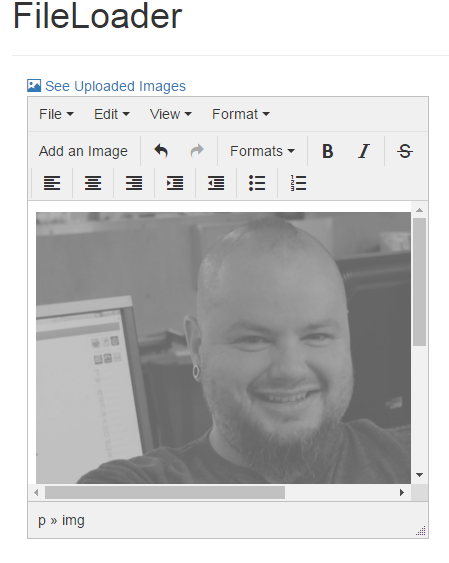 FileLoader
See Uploaded Images
File Edit View Format
Add an Image Formats B I S
p » img